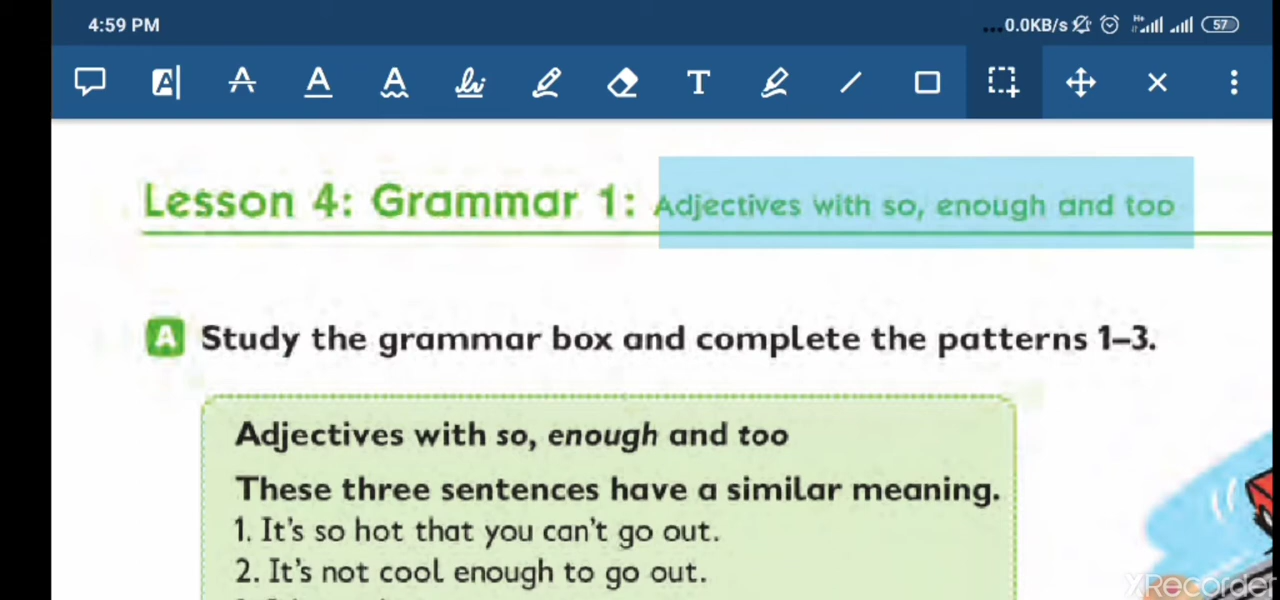 4:59 PM
...0.0KB/s H+ 57
A A A A T
Lesson 4: Grammar 1: Adjectives with so, enough and too
A Study the grammar box and complete the patterns 1–3.
Adjectives with so, enough and too
These three sentences have a similar meaning.
1. It's so hot that you can't go out.
2. It's not cool enough to go out.
XRecorder